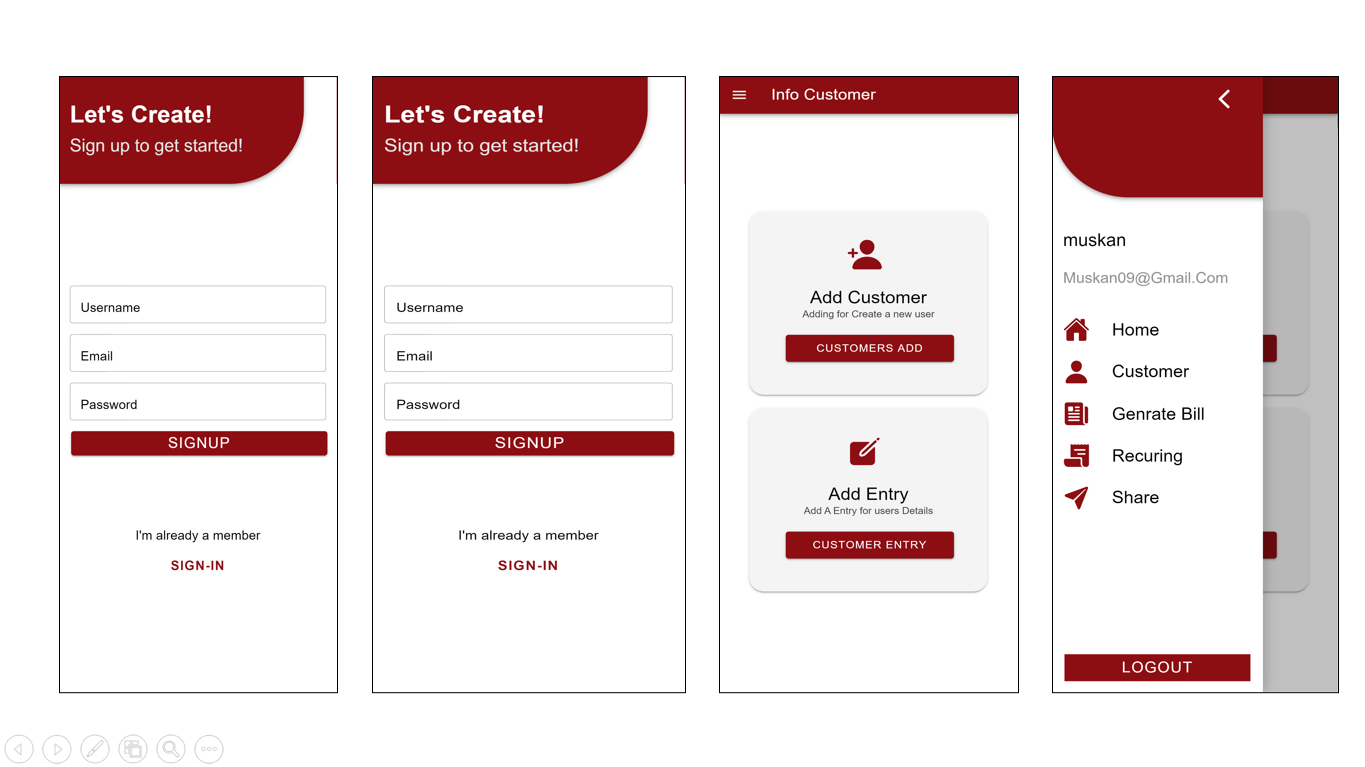 Let's Create!
Sign up to get started!
Username
Email
Password
SIGNUP
I'm already a member
SIGN-IN
Let's Create!
Sign up to get started!
Username
Email
Password
SIGNUP
I'm already a member
SIGN-IN
Info Customer
Add Customer
Adding for Create a new user
CUSTOMERS ADD
Add Entry
Add A Entry for users Details
CUSTOMER ENTRY
muskan
Muskan09@Gmail.Com
Home
Customer
Genrate Bill
Recuring
Share
LOGOUT